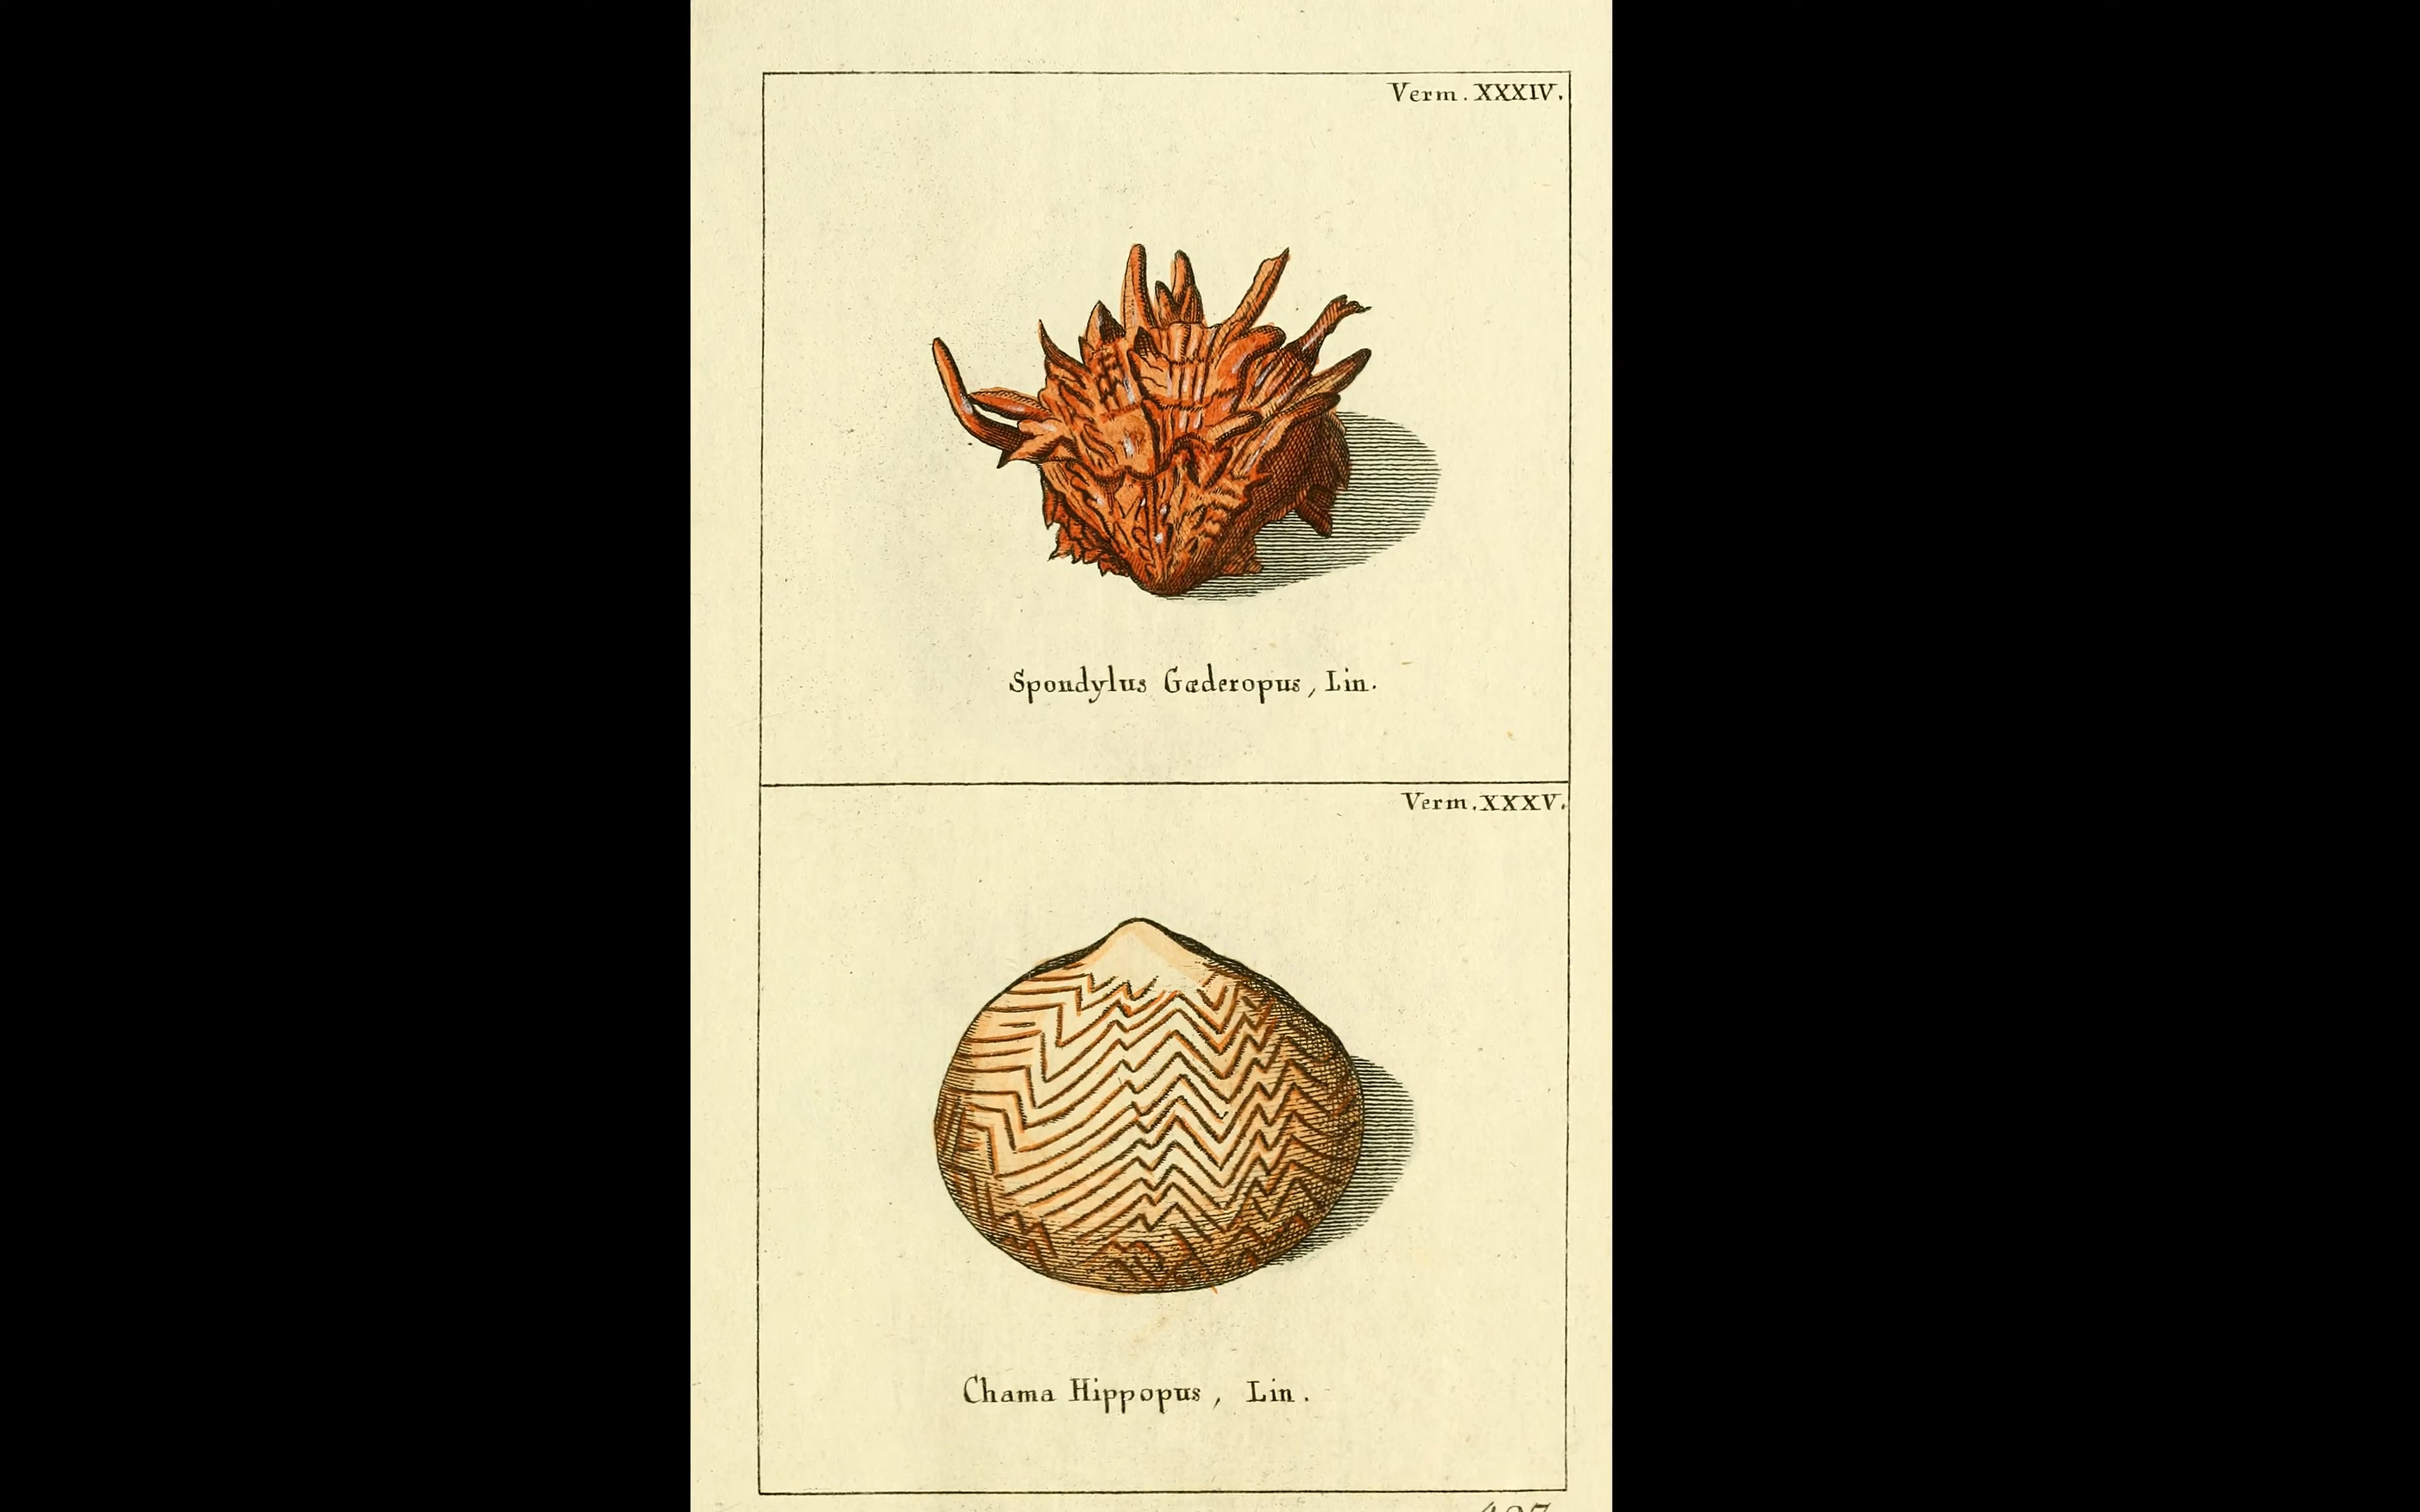 Verm. XXXIV.
Spondylus Gæderopus, Lin.
Verm. XXXV.
Chama Hippopus, Lin.